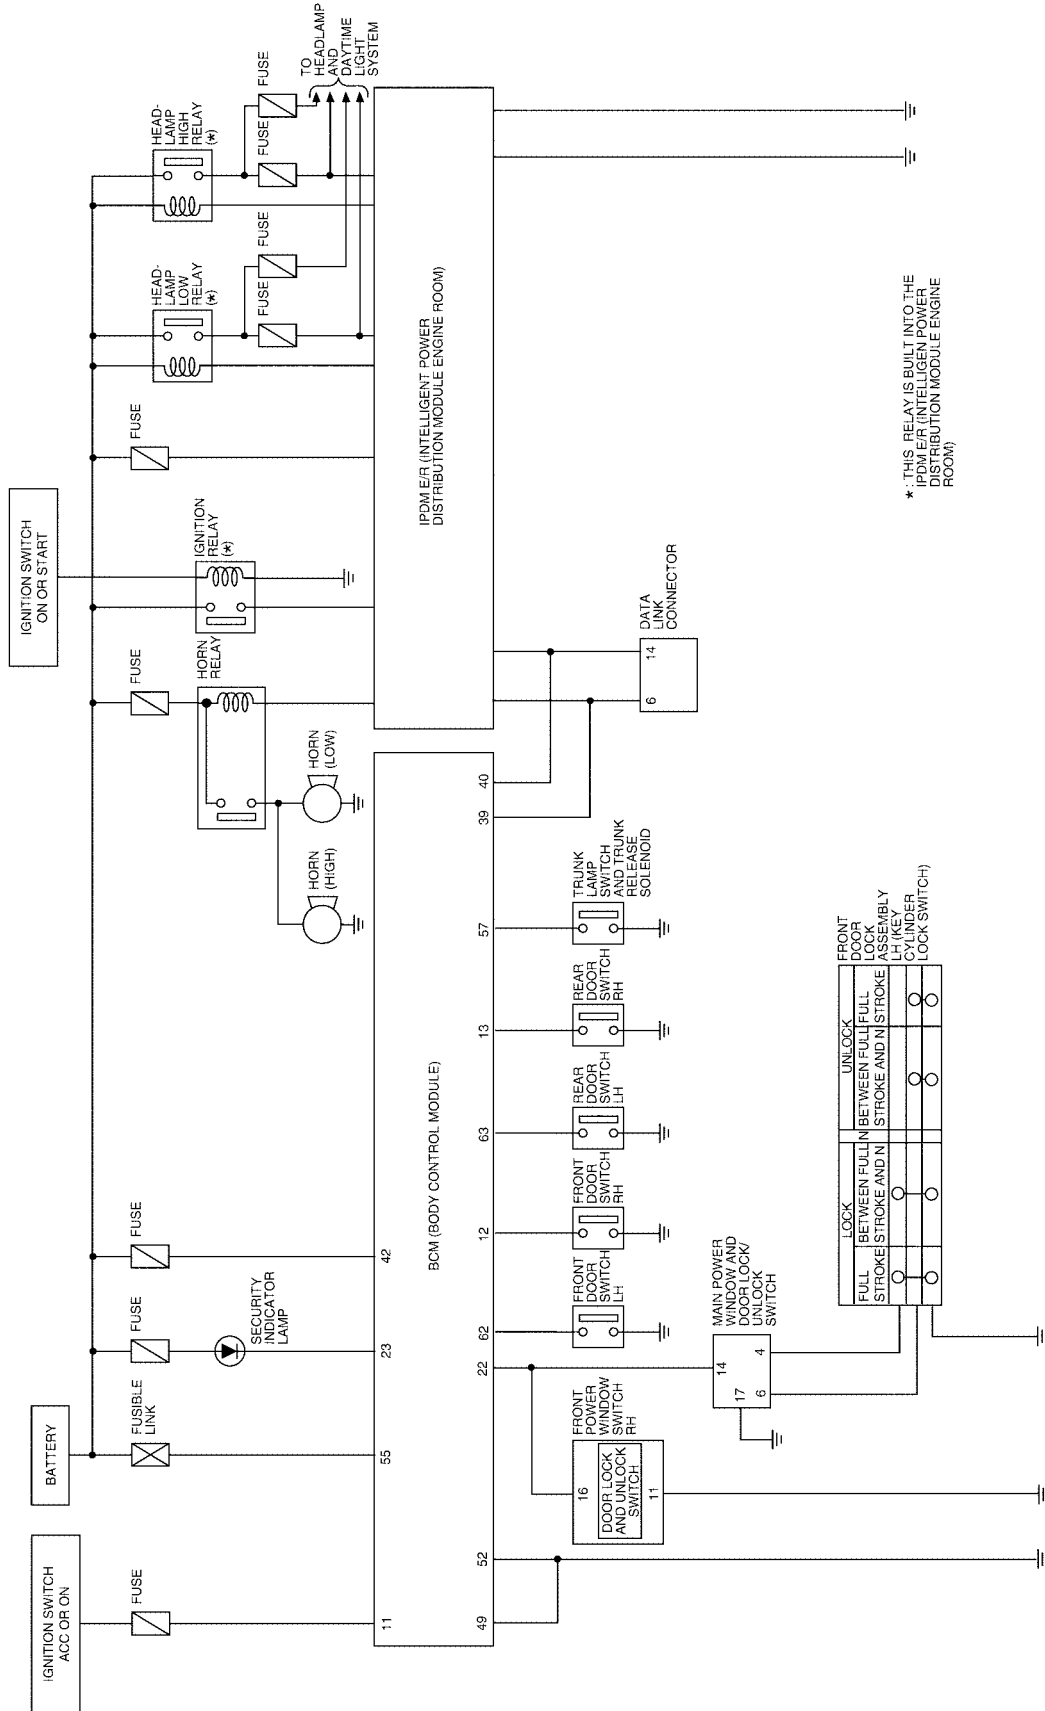 IGNITION SWITCH
ACC OR ON
BATTERY
IGNITION SWITCH
ON OR START
FUSE
FUSIBLE
LINK
FUSE
SECURITY
INDICATOR
LAMP
FUSE
FUSE
HORN
RELAY
IGNITION
RELAY
(*)
FUSE
HEAD-
LAMP
LOW
RELAY
(*)
FUSE
FUSE
HEAD-
LAMP
HIGH
RELAY
(*)
FUSE
FUSE
TO
HEADLAMP
AND
DAYTIME
LIGHT
SYSTEM
HORN
(HIGH)
HORN
(LOW)
11
55
23
42
BCM (BODY CONTROL MODULE)
IPDM E/R (INTELLIGENT POWER
DISTRIBUTION MODULE ENGINE ROOM)
49
52
22
62
12
63
13
57
39
40
FRONT
POWER
WINDOW
SWITCH
RH
16
DOOR LOCK
AND UNLOCK
SWITCH
11
FRONT
DOOR
SWITCH
LH
FRONT
DOOR
SWITCH
RH
REAR
DOOR
SWITCH
LH
REAR
DOOR
SWITCH
RH
TRUNK
LAMP
SWITCH
AND TRUNK
RELEASE
SOLENOID
DATA
LINK
CONNECTOR
6
14
MAIN POWER
WINDOW AND
DOOR LOCK/
UNLOCK
SWITCH
14
17
6
4
LOCK
UNLOCK
FULL
STROKE
BETWEEN FULL
STROKE AND N
N
BETWEEN FULL
STROKE AND N
FULL
STROKE
FRONT
DOOR
LOCK
ASSEMBLY
LH (KEY
CYLINDER
LOCK SWITCH)
* : THIS RELAY IS BUILT INTO THE
IPDM E/R (INTELLIGEN POWER
DISTRIBUTION MODULE ENGINE
ROOM)